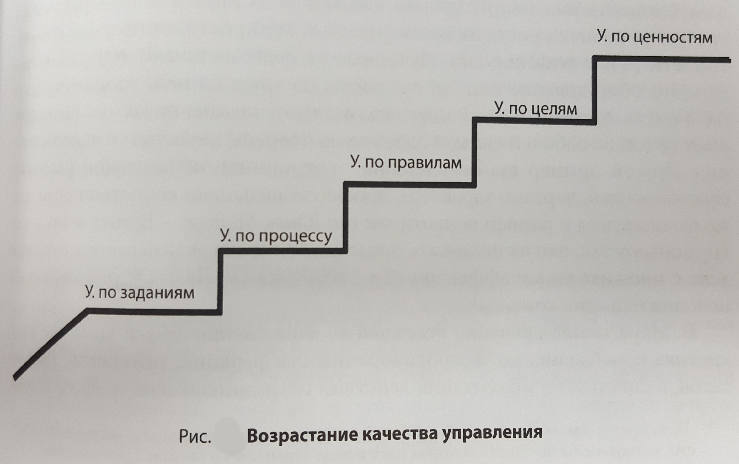 У. по ценностям
У. по целям
У. по правилам
У. по процессу
У. по заданиям
Рис. Возрастание качества управления